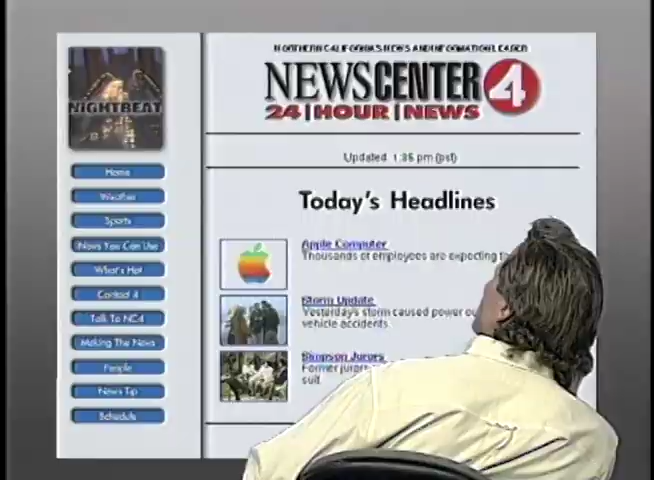 NORTHERN CALIFORNIA'S NEWS AND INFORMATION LEADER
NEWSCENTER 4
24 | HOUR | NEWS
NIGHTBEAT
Updated 1:35 pm (pst)
Home
Weather
Sports
News You Can Use
What's Hot
Contact 4
Talk To NC4
Making The News
People
News Tip
Schedule
Today's Headlines
Apple Computer
Thousands of employees are expecting
Storm Update
Yesterday's storm caused power
vehicle accidents.
Simpson Jurors
Former jurors
suit.